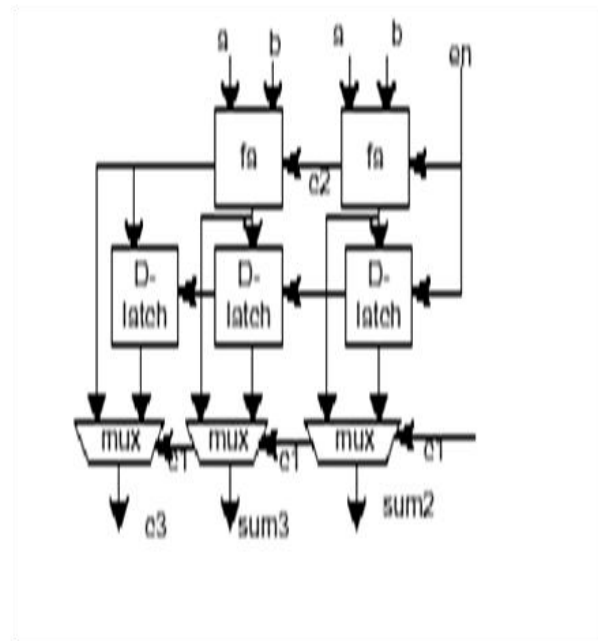 a b a b en
fa fa
c2
D- D- D-
latch latch latch
mux mux mux
c1 c1 c1
c3 sum3 sum2